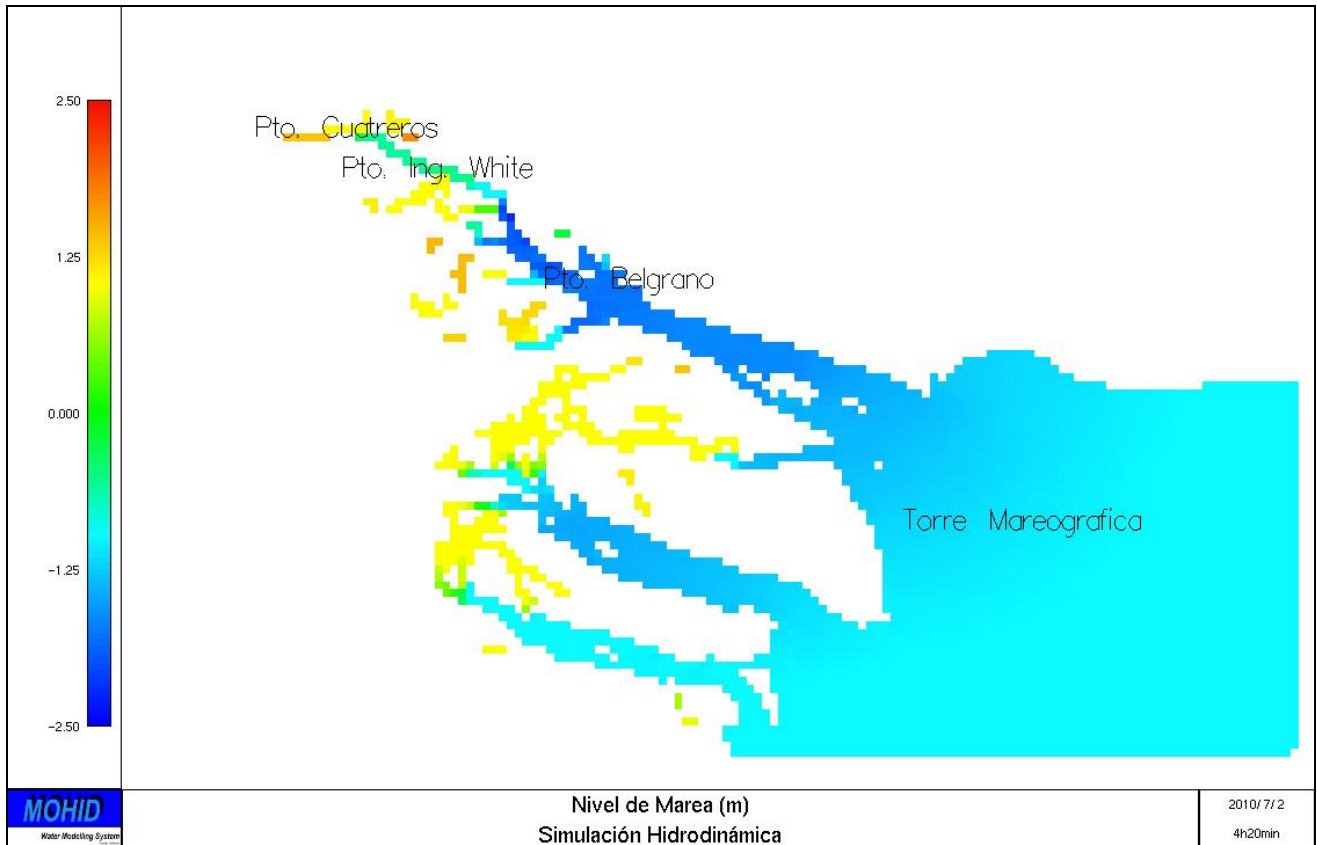 2.50
1.25
0.000
-1.25
-2.50
Pto. Cuatreros
Pto. Ing. White
Pto. Belgrano
Torre Mareografica
MOHID
Water Modelling System
Nivel de Marea (m)
Simulación Hidrodinámica
2010/7/2
4h20min